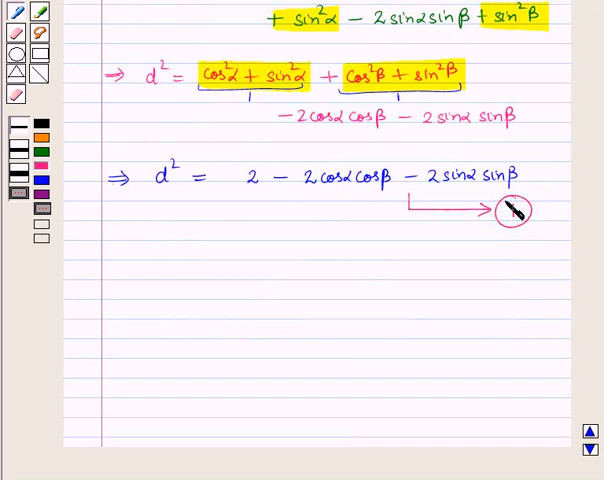 + sin²α − 2 sinα sinβ + sin²β
⇒ d² = cos²α + sin²α + cos²β + sin²β
1 1
− 2 cosα cosβ − 2 sinα sinβ
⇒ d² = 2 − 2 cosα cosβ − 2 sinα sinβ